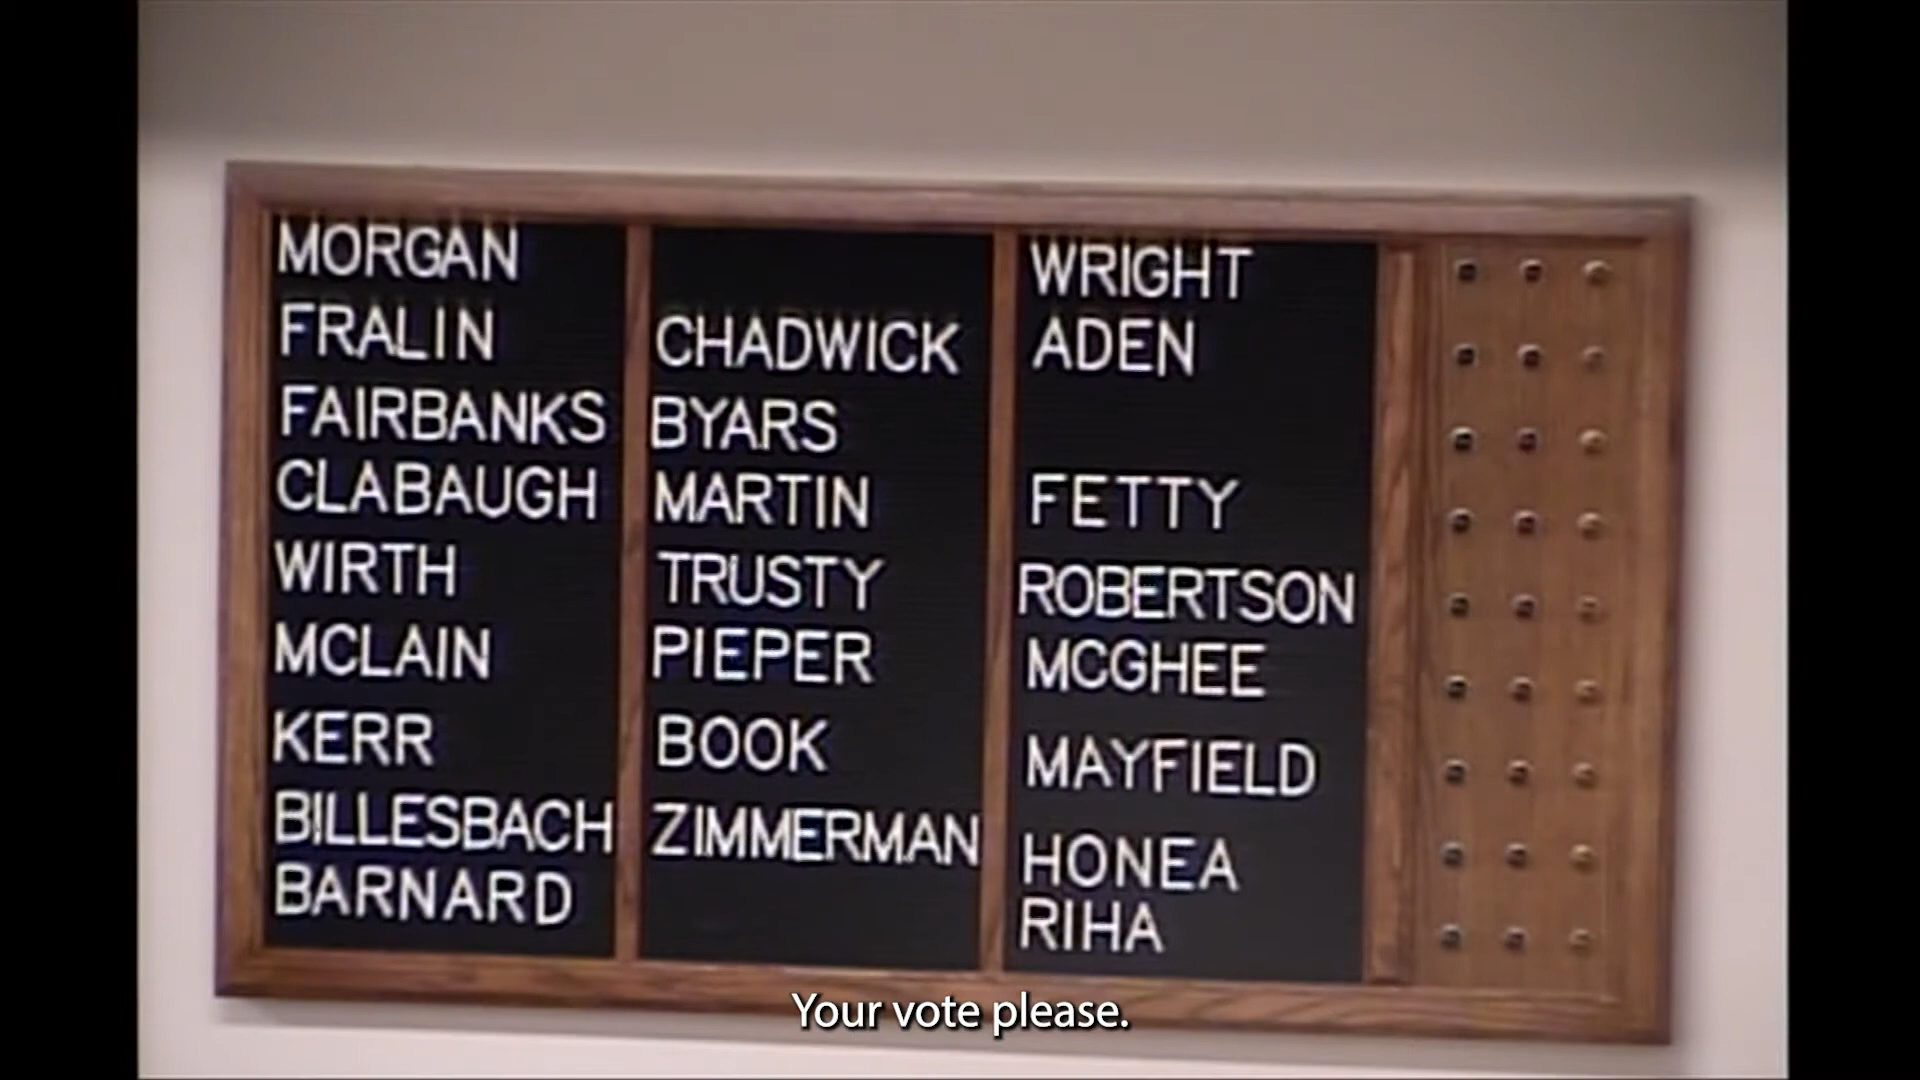 MORGAN
FRALIN
FAIRBANKS
CLABAUGH
WIRTH
MCLAIN
KERR
BILLESBACH
BARNARD
CHADWICK
BYARS
MARTIN
TRUSTY
PIEPER
BOOK
ZIMMERMAN
WRIGHT
ADEN
FETTY
ROBERTSON
MCGHEE
MAYFIELD
HONEA
RIHA
Your vote please.